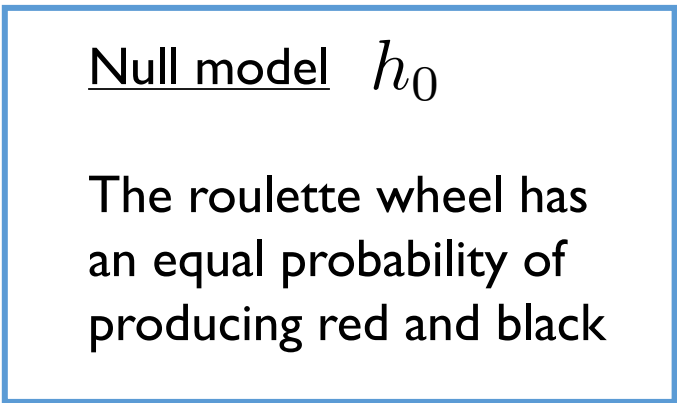 Null model h₀
The roulette wheel has
an equal probability of
producing red and black